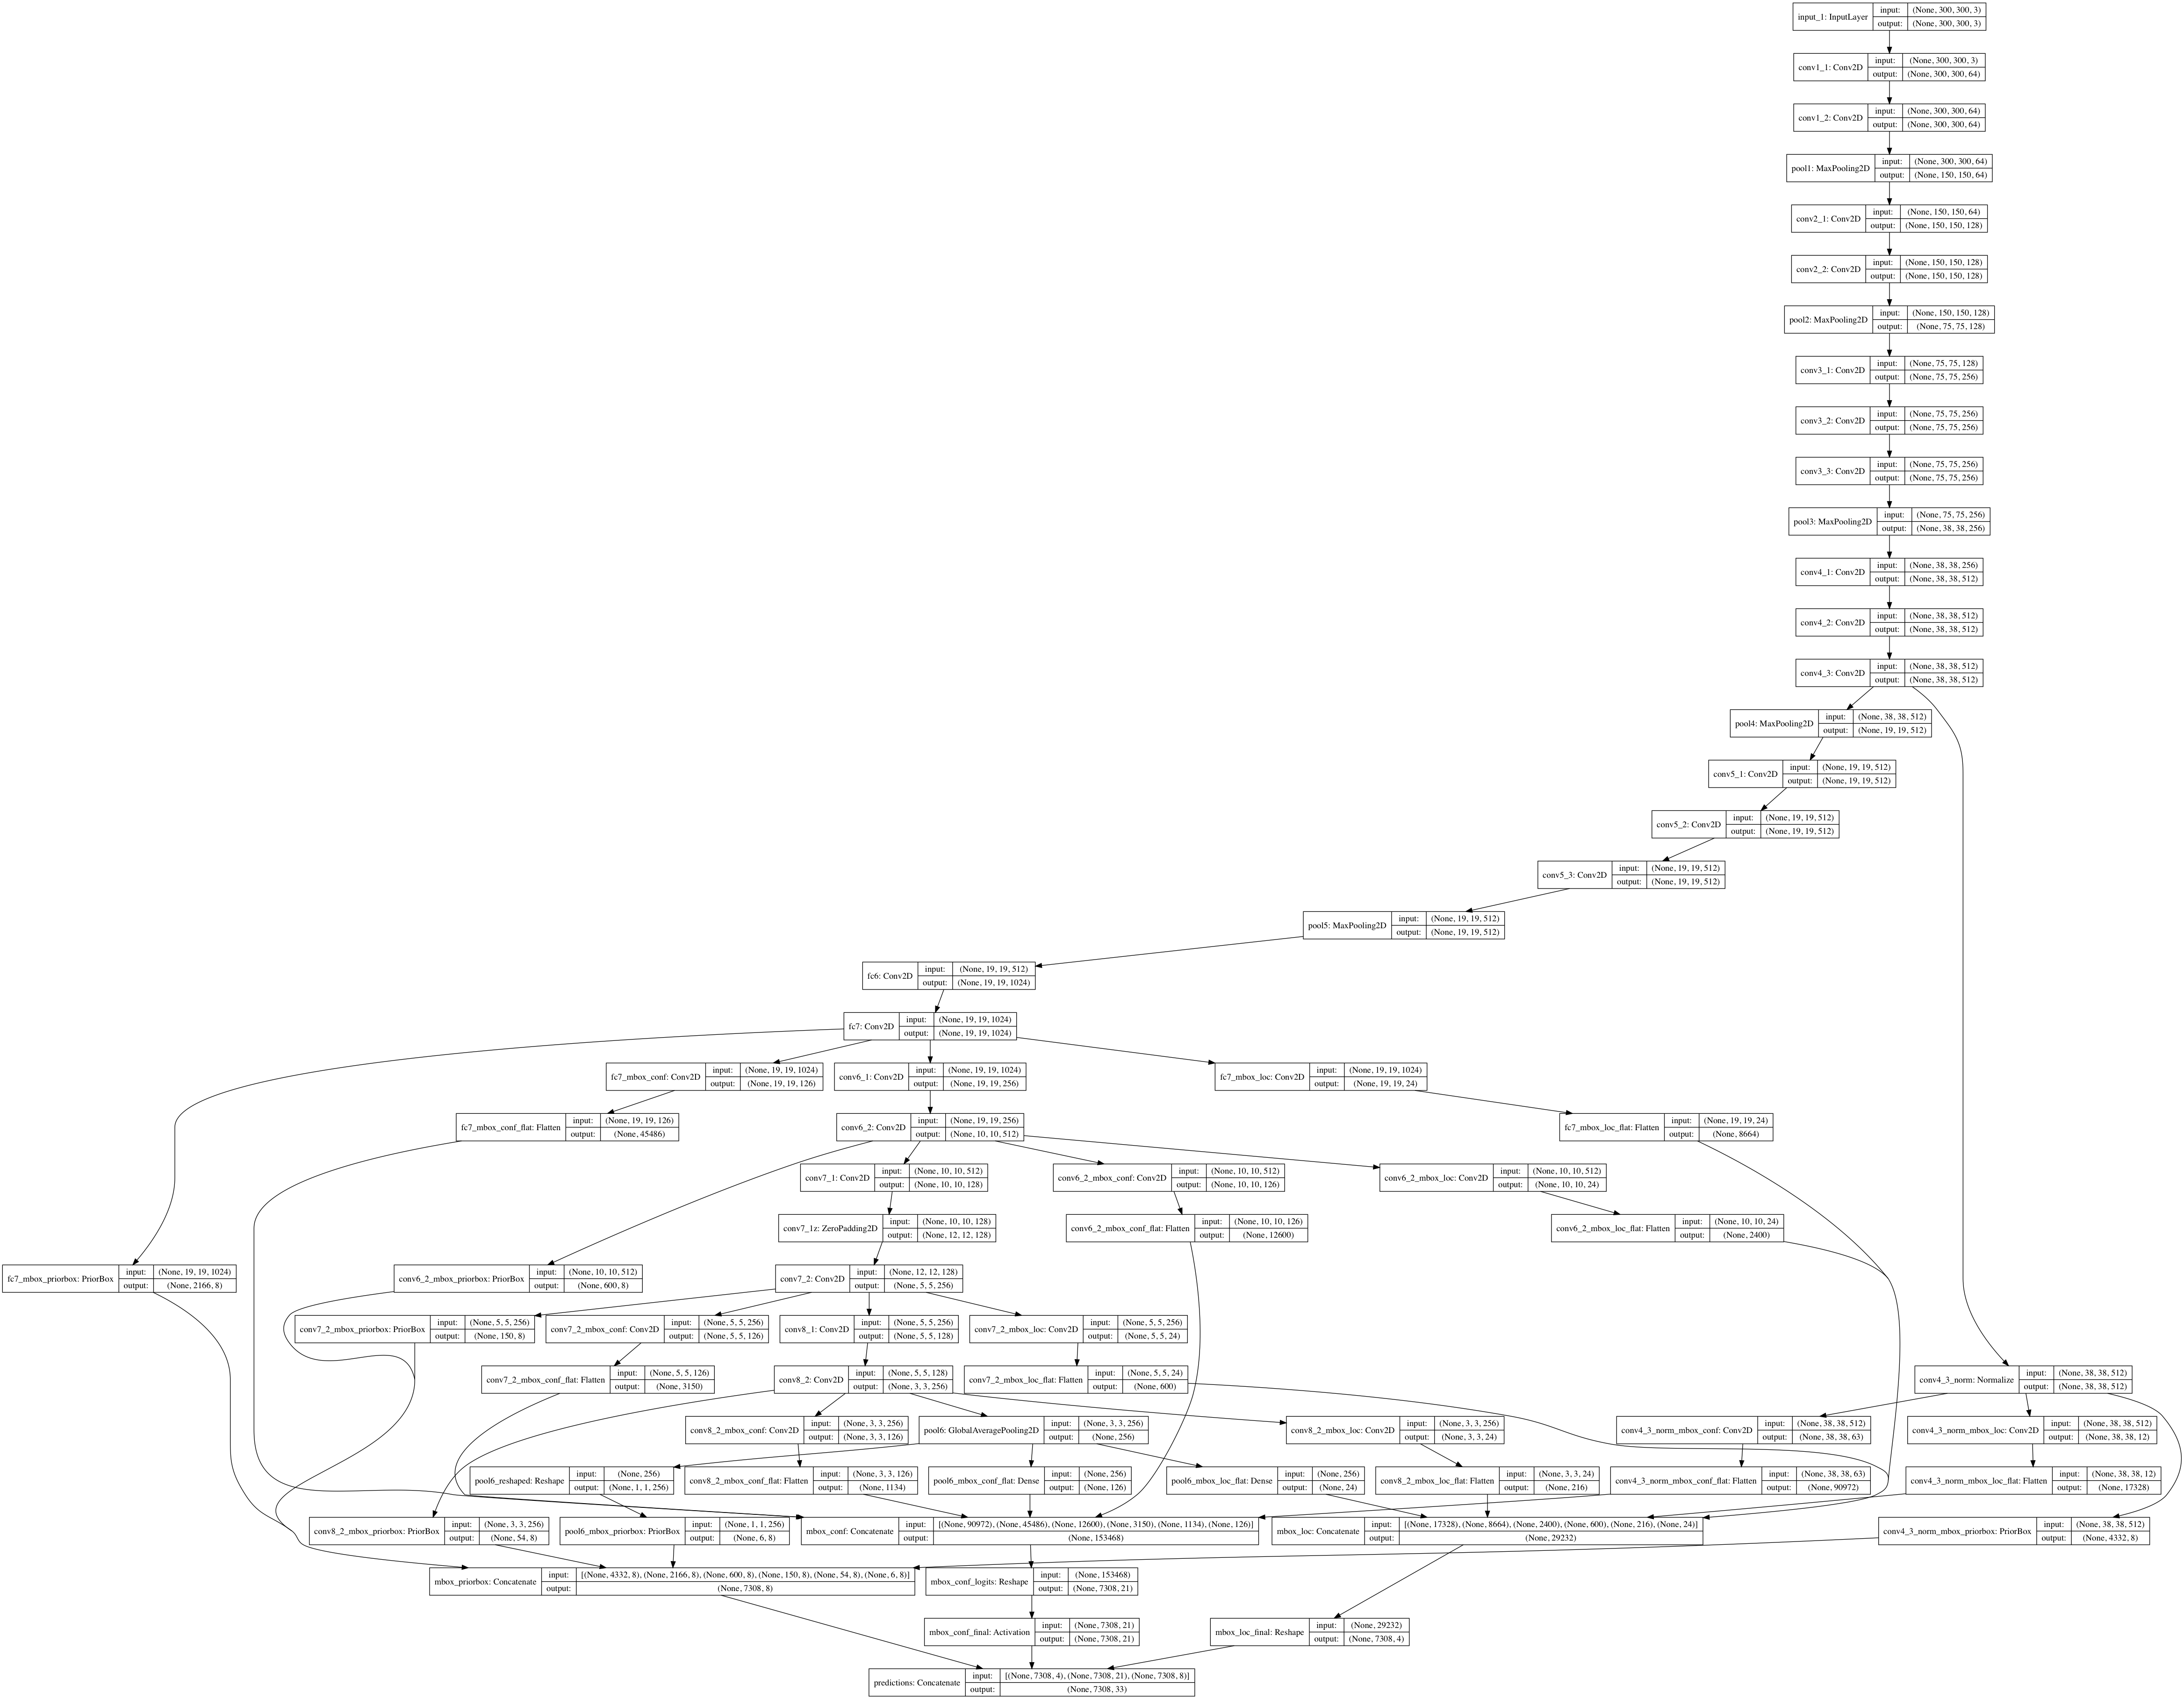 input_1: InputLayer input: (None, 300, 300, 3)
output: (None, 300, 300, 3)
conv1_1: Conv2D input: (None, 300, 300, 3)
output: (None, 300, 300, 64)
conv1_2: Conv2D input: (None, 300, 300, 64)
output: (None, 300, 300, 64)
pool1: MaxPooling2D input: (None, 300, 300, 64)
output: (None, 150, 150, 64)
conv2_1: Conv2D input: (None, 150, 150, 64)
output: (None, 150, 150, 128)
conv2_2: Conv2D input: (None, 150, 150, 128)
output: (None, 150, 150, 128)
pool2: MaxPooling2D input: (None, 150, 150, 128)
output: (None, 75, 75, 128)
conv3_1: Conv2D input: (None, 75, 75, 128)
output: (None, 75, 75, 256)
conv3_2: Conv2D input: (None, 75, 75, 256)
output: (None, 75, 75, 256)
conv3_3: Conv2D input: (None, 75, 75, 256)
output: (None, 75, 75, 256)
pool3: MaxPooling2D input: (None, 75, 75, 256)
output: (None, 38, 38, 256)
conv4_1: Conv2D input: (None, 38, 38, 256)
output: (None, 38, 38, 512)
conv4_2: Conv2D input: (None, 38, 38, 512)
output: (None, 38, 38, 512)
conv4_3: Conv2D input: (None, 38, 38, 512)
output: (None, 38, 38, 512)
pool4: MaxPooling2D input: (None, 38, 38, 512)
output: (None, 19, 19, 512)
conv5_1: Conv2D input: (None, 19, 19, 512)
output: (None, 19, 19, 512)
conv5_2: Conv2D input: (None, 19, 19, 512)
output: (None, 19, 19, 512)
conv5_3: Conv2D input: (None, 19, 19, 512)
output: (None, 19, 19, 512)
pool5: MaxPooling2D input: (None, 19, 19, 512)
output: (None, 19, 19, 512)
fc6: Conv2D input: (None, 19, 19, 512)
output: (None, 19, 19, 1024)
fc7: Conv2D input: (None, 19, 19, 1024)
output: (None, 19, 19, 1024)
fc7_mbox_conf: Conv2D input: (None, 19, 19, 1024)
output: (None, 19, 19, 126)
conv6_1: Conv2D input: (None, 19, 19, 1024)
output: (None, 19, 19, 256)
fc7_mbox_loc: Conv2D input: (None, 19, 19, 1024)
output: (None, 19, 19, 24)
fc7_mbox_conf_flat: Flatten input: (None, 19, 19, 126)
output: (None, 45486)
conv6_2: Conv2D input: (None, 19, 19, 256)
output: (None, 10, 10, 512)
fc7_mbox_loc_flat: Flatten input: (None, 19, 19, 24)
output: (None, 8664)
conv7_1: Conv2D input: (None, 10, 10, 512)
output: (None, 10, 10, 128)
conv6_2_mbox_conf: Conv2D input: (None, 10, 10, 512)
output: (None, 10, 10, 126)
conv6_2_mbox_loc: Conv2D input: (None, 10, 10, 512)
output: (None, 10, 10, 24)
conv7_1z: ZeroPadding2D input: (None, 10, 10, 128)
output: (None, 12, 12, 128)
conv6_2_mbox_conf_flat: Flatten input: (None, 10, 10, 126)
output: (None, 12600)
conv6_2_mbox_loc_flat: Flatten input: (None, 10, 10, 24)
output: (None, 2400)
fc7_mbox_priorbox: PriorBox input: (None, 19, 19, 1024)
output: (None, 2166, 8)
conv6_2_mbox_priorbox: PriorBox input: (None, 10, 10, 512)
output: (None, 600, 8)
conv7_2: Conv2D input: (None, 12, 12, 128)
output: (None, 5, 5, 256)
conv7_2_mbox_priorbox: PriorBox input: (None, 5, 5, 256)
output: (None, 150, 8)
conv7_2_mbox_conf: Conv2D input: (None, 5, 5, 256)
output: (None, 5, 5, 126)
conv8_1: Conv2D input: (None, 5, 5, 256)
output: (None, 5, 5, 128)
conv7_2_mbox_loc: Conv2D input: (None, 5, 5, 256)
output: (None, 5, 5, 24)
conv7_2_mbox_conf_flat: Flatten input: (None, 5, 5, 126)
output: (None, 3150)
conv8_2: Conv2D input: (None, 5, 5, 128)
output: (None, 3, 3, 256)
conv7_2_mbox_loc_flat: Flatten input: (None, 5, 5, 24)
output: (None, 600)
conv4_3_norm: Normalize input: (None, 38, 38, 512)
output: (None, 38, 38, 512)
conv8_2_mbox_conf: Conv2D input: (None, 3, 3, 256)
output: (None, 3, 3, 126)
pool6: GlobalAveragePooling2D input: (None, 3, 3, 256)
output: (None, 256)
conv8_2_mbox_loc: Conv2D input: (None, 3, 3, 256)
output: (None, 3, 3, 24)
conv4_3_norm_mbox_conf: Conv2D input: (None, 38, 38, 512)
output: (None, 38, 38, 63)
conv4_3_norm_mbox_loc: Conv2D input: (None, 38, 38, 512)
output: (None, 38, 38, 12)
pool6_reshaped: Reshape input: (None, 256)
output: (None, 1, 1, 256)
conv8_2_mbox_conf_flat: Flatten input: (None, 3, 3, 126)
output: (None, 1134)
pool6_mbox_conf_flat: Dense input: (None, 256)
output: (None, 126)
pool6_mbox_loc_flat: Dense input: (None, 256)
output: (None, 24)
conv8_2_mbox_loc_flat: Flatten input: (None, 3, 3, 24)
output: (None, 216)
conv4_3_norm_mbox_conf_flat: Flatten input: (None, 38, 38, 63)
output: (None, 90972)
conv4_3_norm_mbox_loc_flat: Flatten input: (None, 38, 38, 12)
output: (None, 17328)
conv8_2_mbox_priorbox: PriorBox input: (None, 3, 3, 256)
output: (None, 54, 8)
pool6_mbox_priorbox: PriorBox input: (None, 1, 1, 256)
output: (None, 6, 8)
mbox_conf: Concatenate input: [(None, 90972), (None, 45486), (None, 12600), (None, 3150), (None, 1134), (None, 126)]
output: (None, 153468)
mbox_loc: Concatenate input: [(None, 17328), (None, 8664), (None, 2400), (None, 600), (None, 216), (None, 24)]
output: (None, 29232)
conv4_3_norm_mbox_priorbox: PriorBox input: (None, 38, 38, 512)
output: (None, 4332, 8)
mbox_priorbox: Concatenate input: [(None, 4332, 8), (None, 2166, 8), (None, 600, 8), (None, 150, 8), (None, 54, 8), (None, 6, 8)]
output: (None, 7308, 8)
mbox_conf_logits: Reshape input: (None, 153468)
output: (None, 7308, 21)
mbox_conf_final: Activation input: (None, 7308, 21)
output: (None, 7308, 21)
mbox_loc_final: Reshape input: (None, 29232)
output: (None, 7308, 4)
predictions: Concatenate input: [(None, 7308, 4), (None, 7308, 21), (None, 7308, 8)]
output: (None, 7308, 33)